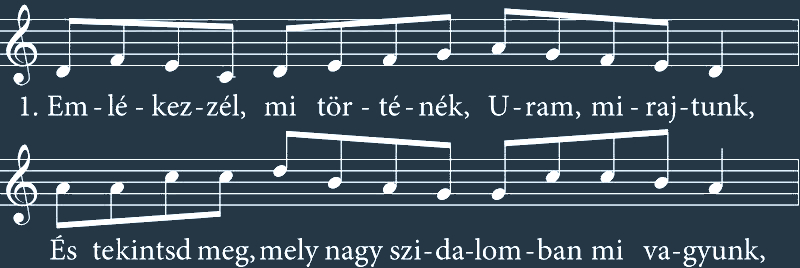 1. Em - lé - kez - zél, mi tör - té - nék, U - ram, mi - raj - tunk,
És tekintsd meg, mely nagy szi - da - lom - ban mi va - gyunk,